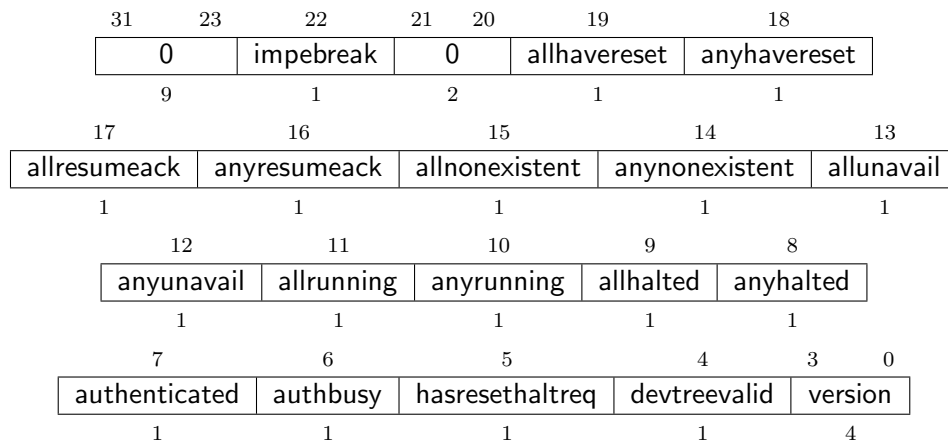 31 23 22 21 20 19 18
0 impebreak 0 allhavereset anyhavereset
9 1 2 1 1
17 16 15 14 13
allresumeack anyresumeack allnonexistent anynonexistent allunavail
1 1 1 1 1
12 11 10 9 8
anyunavail allrunning anyrunning allhalted anyhalted
1 1 1 1 1
7 6 5 4 3 0
authenticated authbusy hasresethaltreq devtreevalid version
1 1 1 1 4